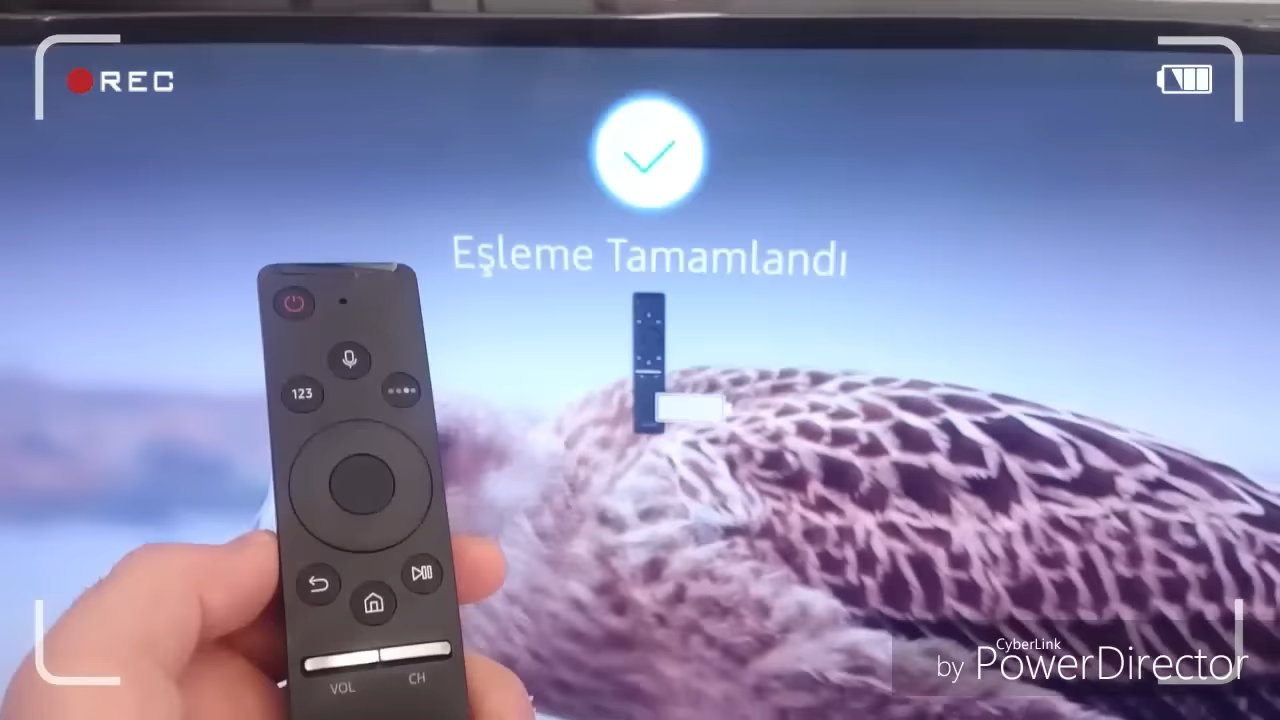 REC
Eşleme Tamamlandı
123
VOL CH
CyberLink
by PowerDirector